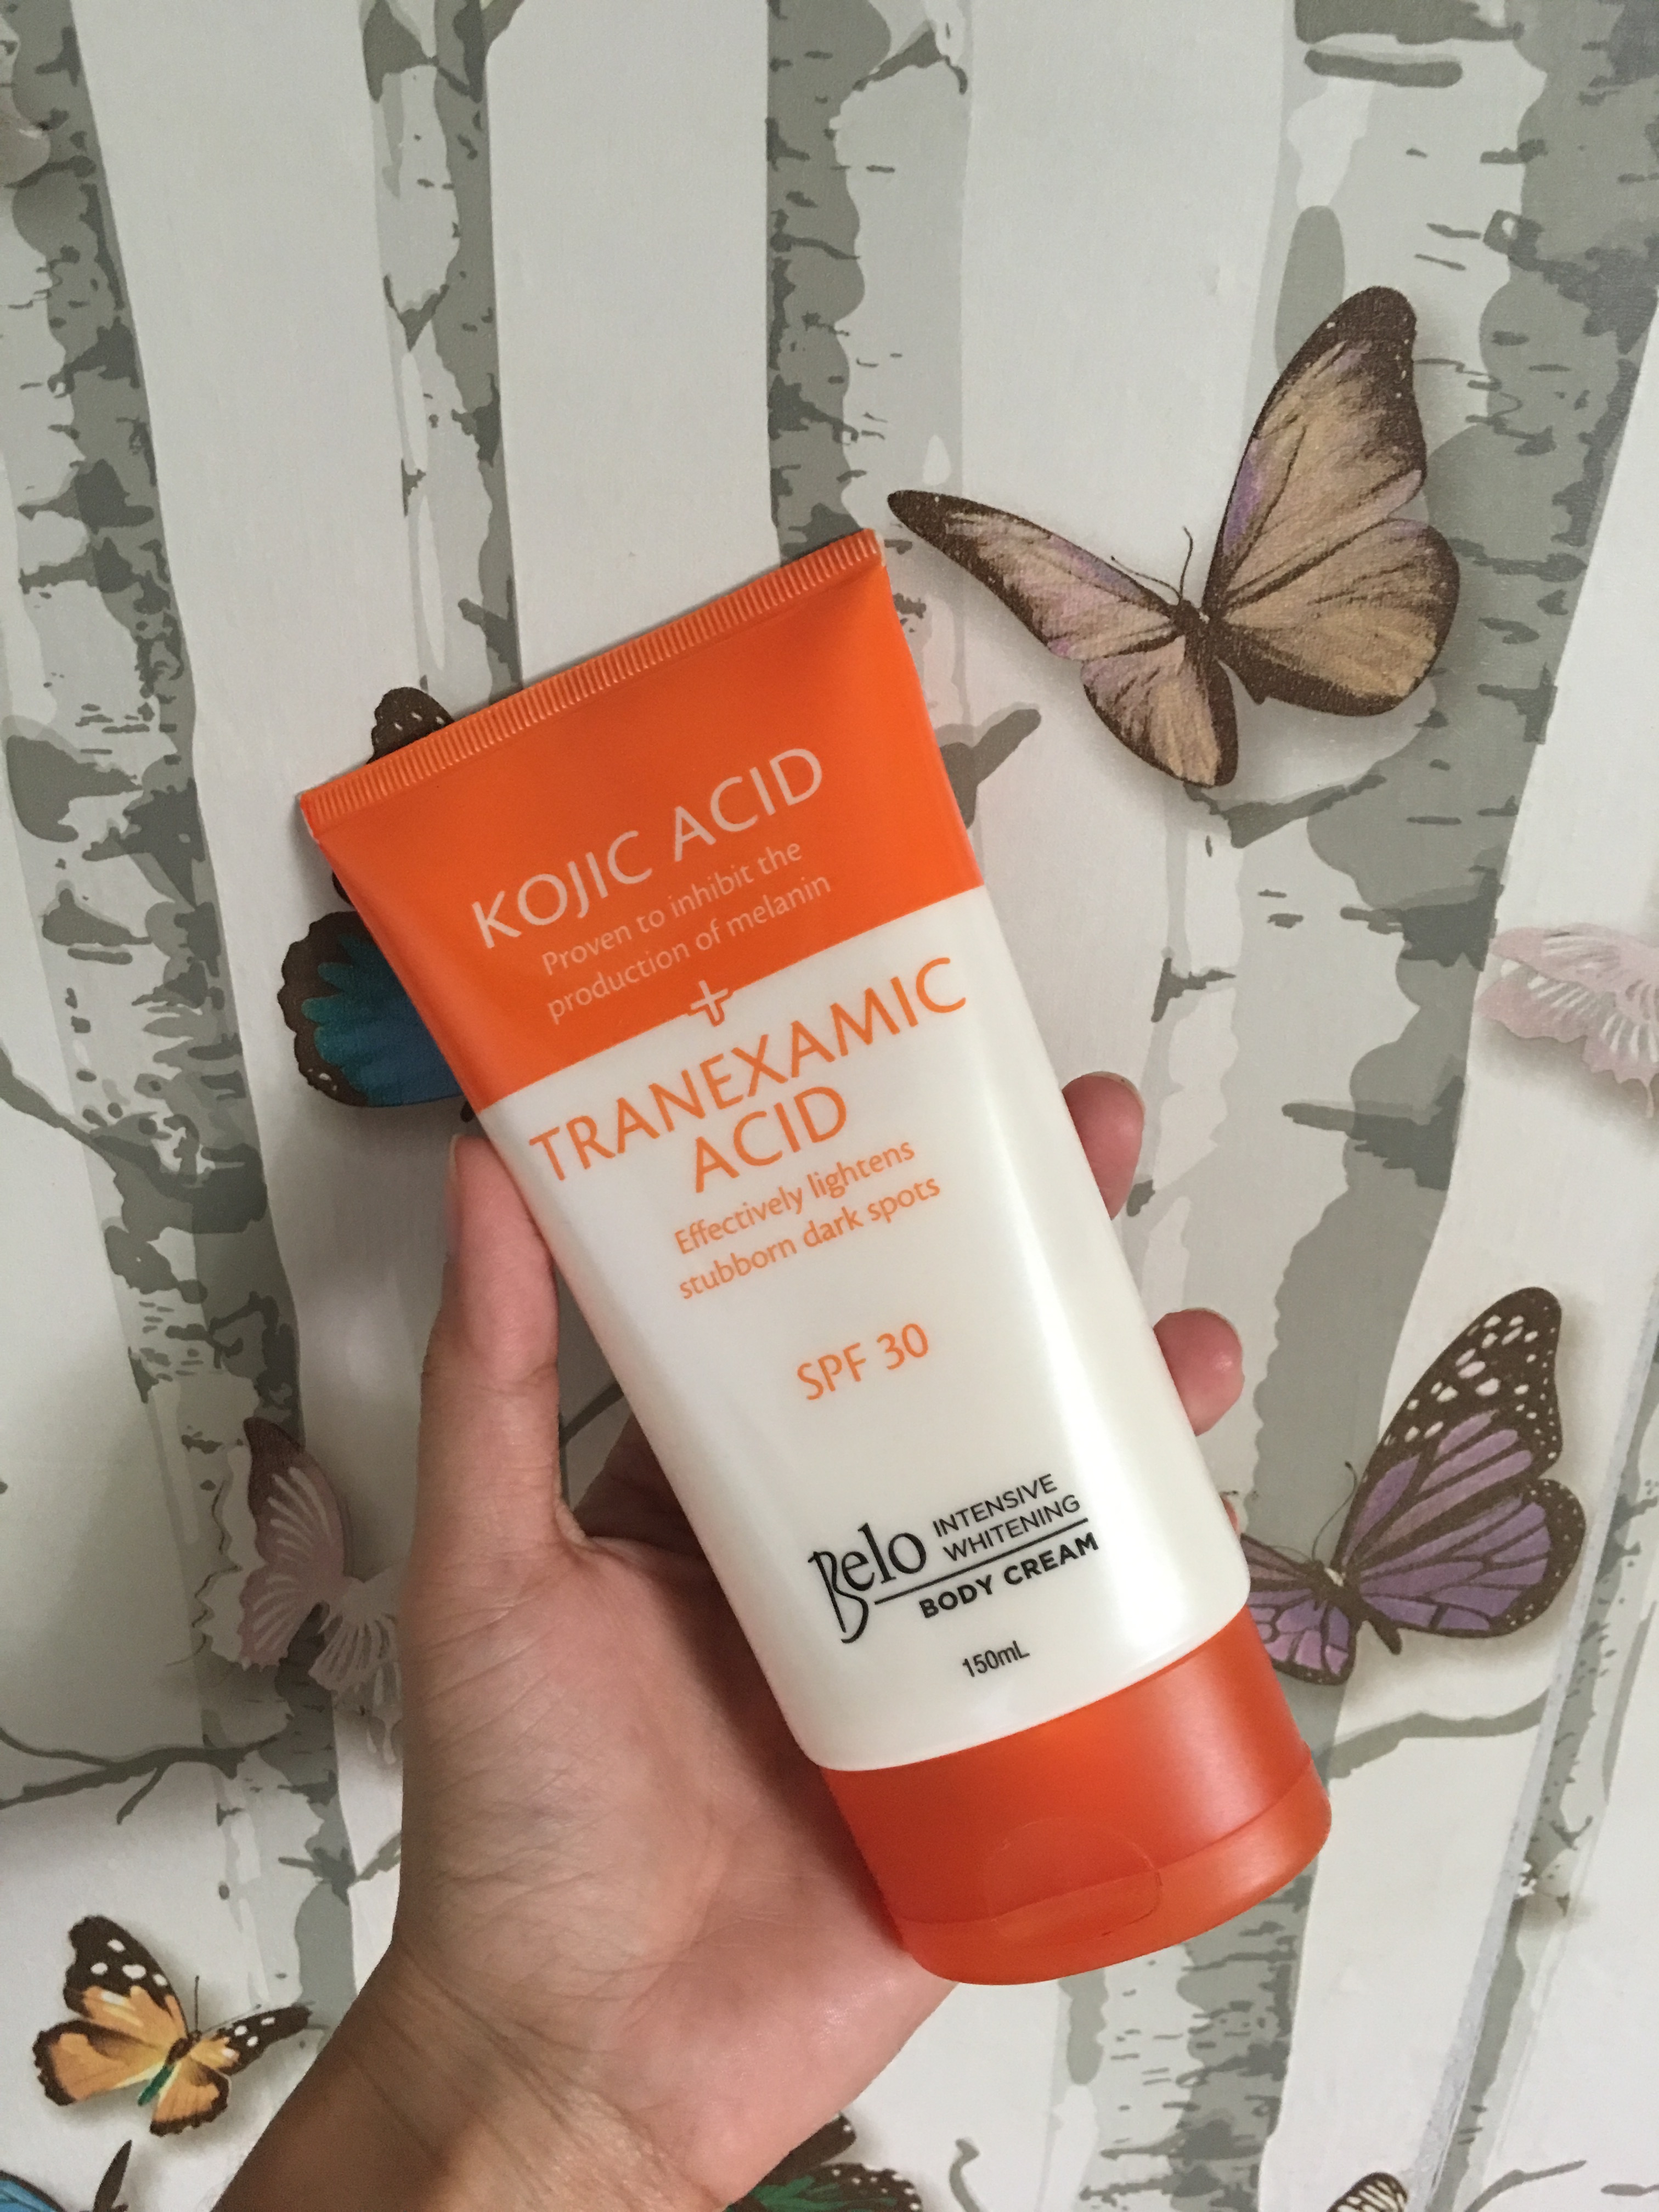 KOJIC ACID
Proven to inhibit the
production of melanin
+
TRANEXAMIC
ACID
Effectively lightens
stubborn dark spots
SPF 30
Belo INTENSIVE
WHITENING
BODY CREAM
150mL